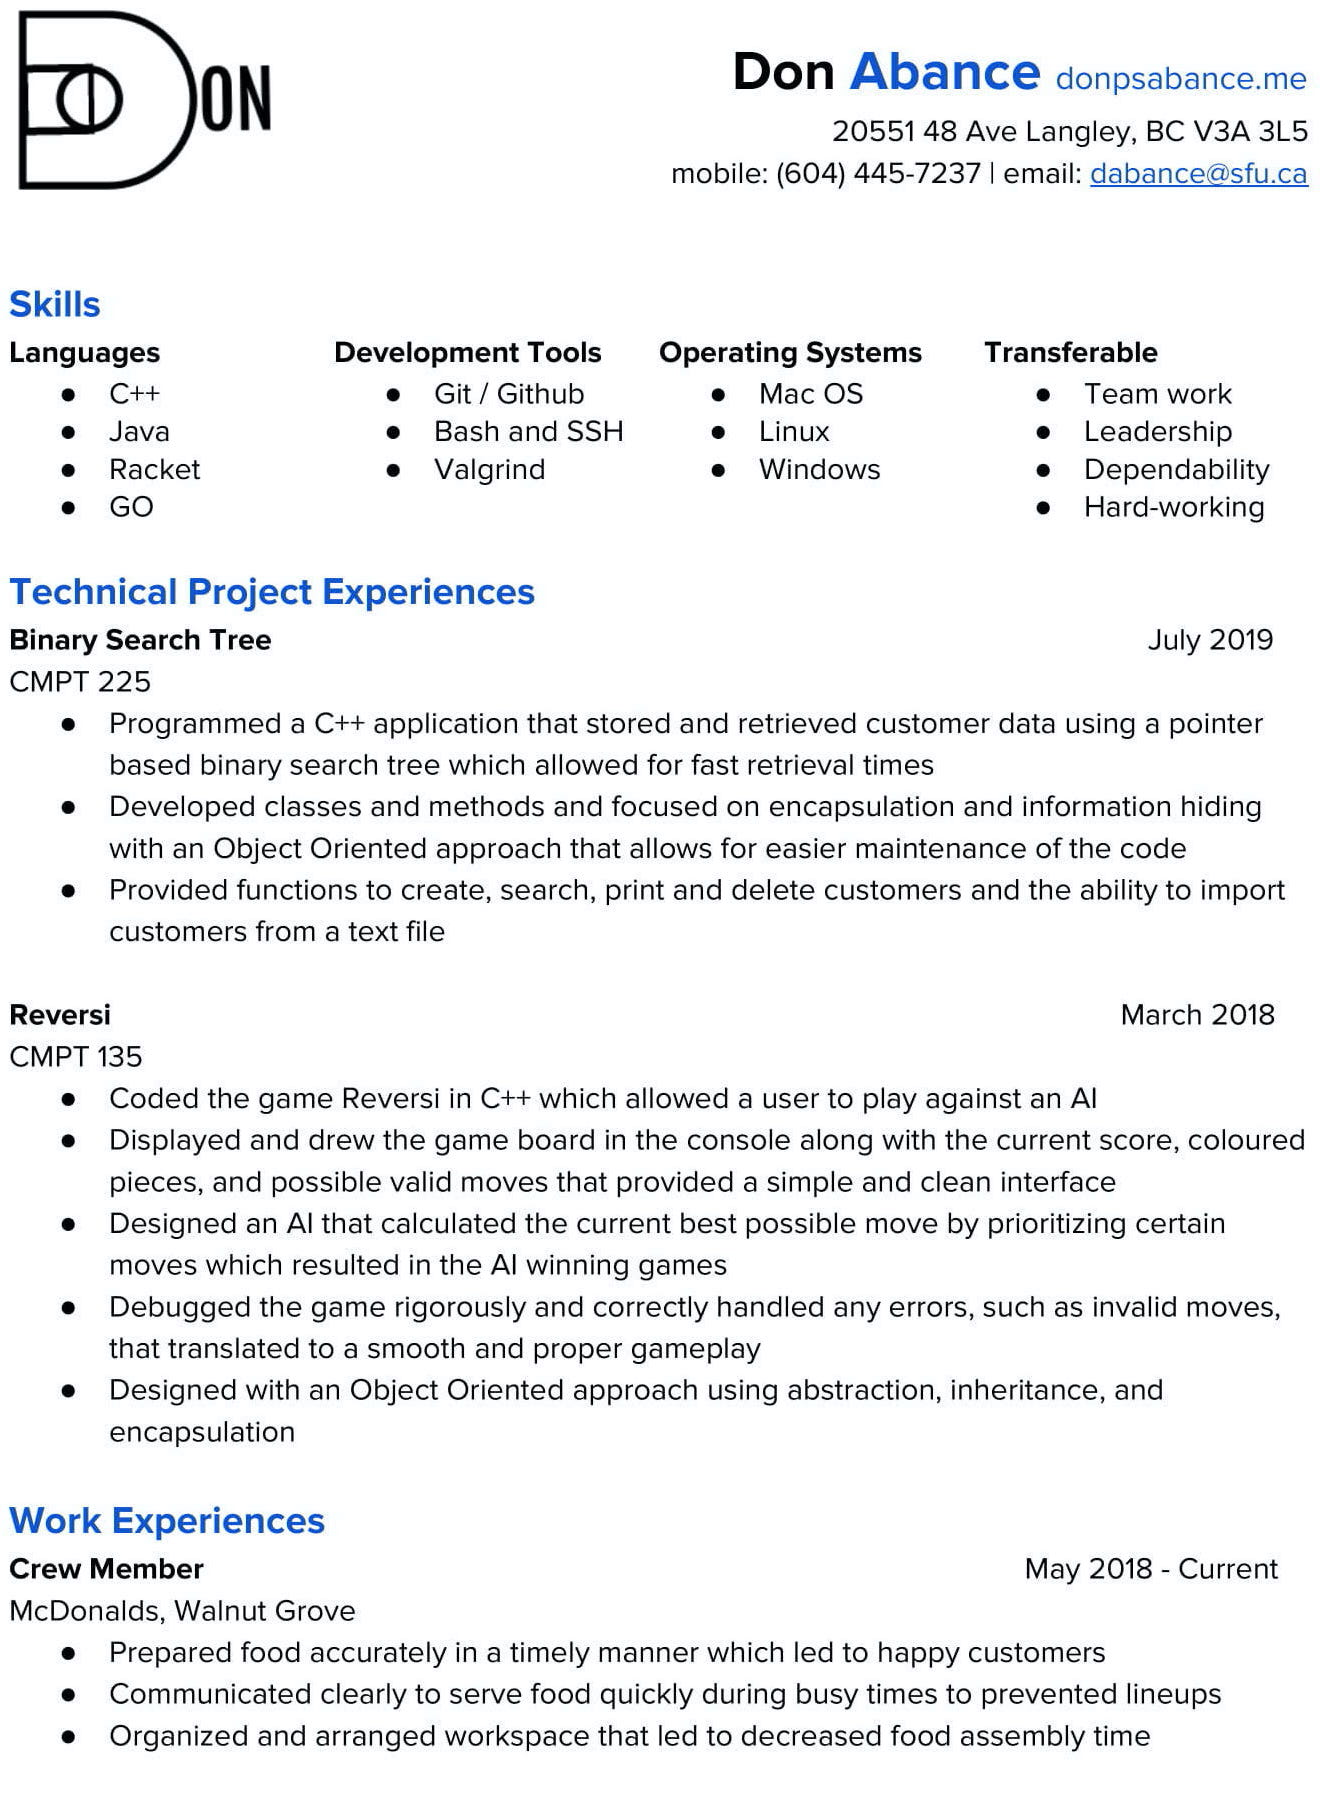 DON
Don Abance donpsabance.me
20551 48 Ave Langley, BC V3A 3L5
mobile: (604) 445-7237 | email: dabance@sfu.ca
Skills
Languages
● C++
● Java
● Racket
● GO
Development Tools
● Git / Github
● Bash and SSH
● Valgrind
Operating Systems
● Mac OS
● Linux
● Windows
Transferable
● Team work
● Leadership
● Dependability
● Hard-working
Technical Project Experiences
Binary Search Tree July 2019
CMPT 225
● Programmed a C++ application that stored and retrieved customer data using a pointer
based binary search tree which allowed for fast retrieval times
● Developed classes and methods and focused on encapsulation and information hiding
with an Object Oriented approach that allows for easier maintenance of the code
● Provided functions to create, search, print and delete customers and the ability to import
customers from a text file
Reversi March 2018
CMPT 135
● Coded the game Reversi in C++ which allowed a user to play against an AI
● Displayed and drew the game board in the console along with the current score, coloured
pieces, and possible valid moves that provided a simple and clean interface
● Designed an AI that calculated the current best possible move by prioritizing certain
moves which resulted in the AI winning games
● Debugged the game rigorously and correctly handled any errors, such as invalid moves,
that translated to a smooth and proper gameplay
● Designed with an Object Oriented approach using abstraction, inheritance, and
encapsulation
Work Experiences
Crew Member May 2018 - Current
McDonalds, Walnut Grove
● Prepared food accurately in a timely manner which led to happy customers
● Communicated clearly to serve food quickly during busy times to prevented lineups
● Organized and arranged workspace that led to decreased food assembly time